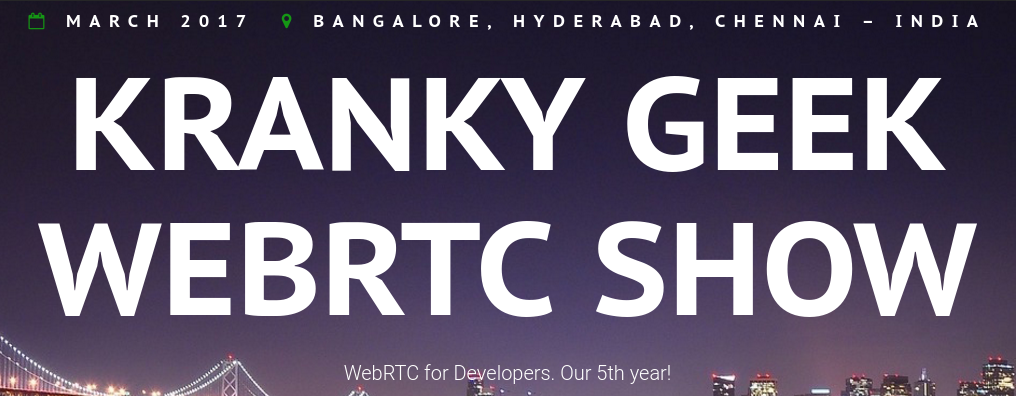 MARCH 2017 BANGALORE, HYDERABAD, CHENNAI – INDIA
KRANKY GEEK
WEBRTC SHOW
WebRTC for Developers. Our 5th year!